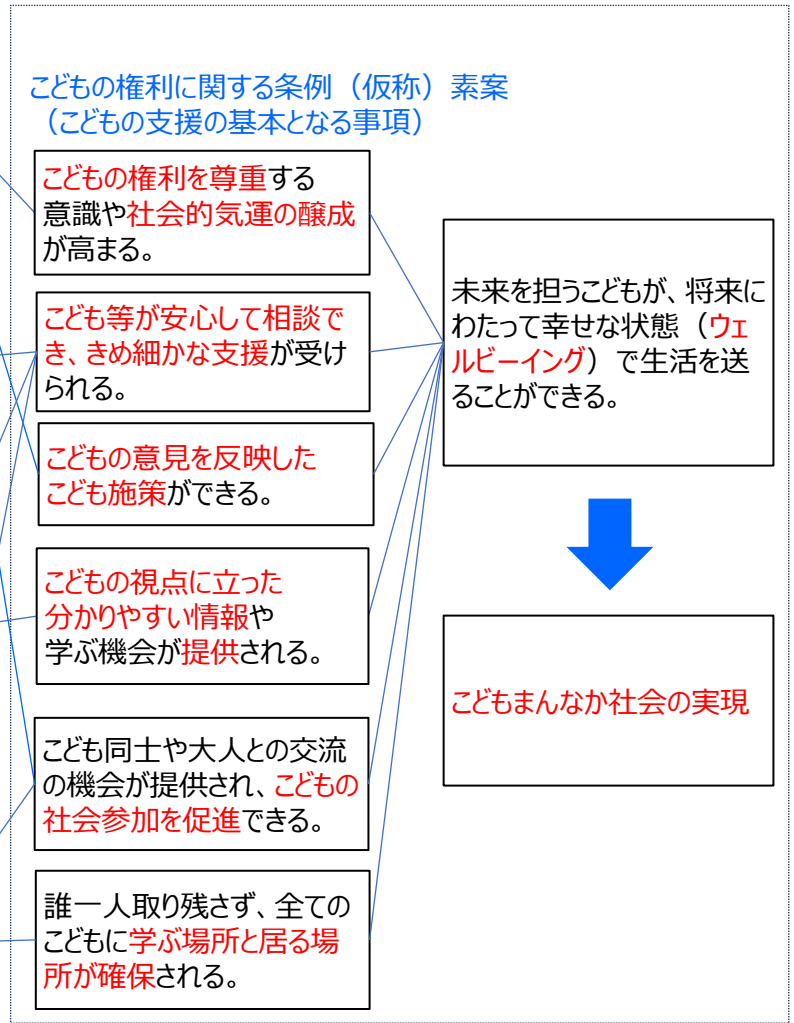 こどもの権利に関する条例（仮称）素案
（こどもの支援の基本となる事項）
こどもの権利を尊重する
意識や社会的気運の醸成
が高まる。
こども等が安心して相談で
き、きめ細かな支援が受け
られる。
こどもの意見を反映した
こども施策ができる。
こどもの視点に立った
分かりやすい情報や
学ぶ機会が提供される。
こども同士や大人との交流
の機会が提供され、こどもの
社会参加を促進できる。
誰一人取り残さず、全ての
こどもに学ぶ場所と居る場
所が確保される。
未来を担うこどもが、将来に
わたって幸せな状態（ウェ
ルビーイング）で生活を送
ることができる。
こどもまんなか社会の実現